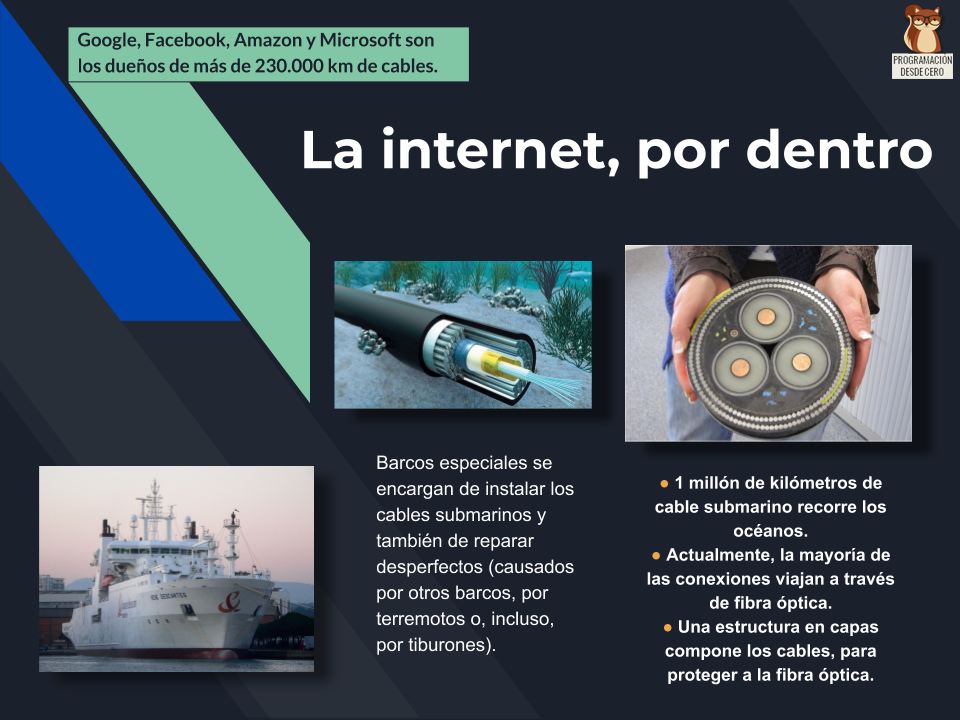 Google, Facebook, Amazon y Microsoft son
los dueños de más de 230.000 km de cables.
PROGRAMACIÓN
DESDE CERO
La internet, por dentro
Barcos especiales se
encargan de instalar los
cables submarinos y
también de reparar
desperfectos (causados
por otros barcos, por
terremotos o, incluso,
por tiburones).
● 1 millón de kilómetros de
cable submarino recorre los
océanos.
● Actualmente, la mayoría de
las conexiones viajan a través
de fibra óptica.
● Una estructura en capas
compone los cables, para
proteger a la fibra óptica.
RENE DESCARTES